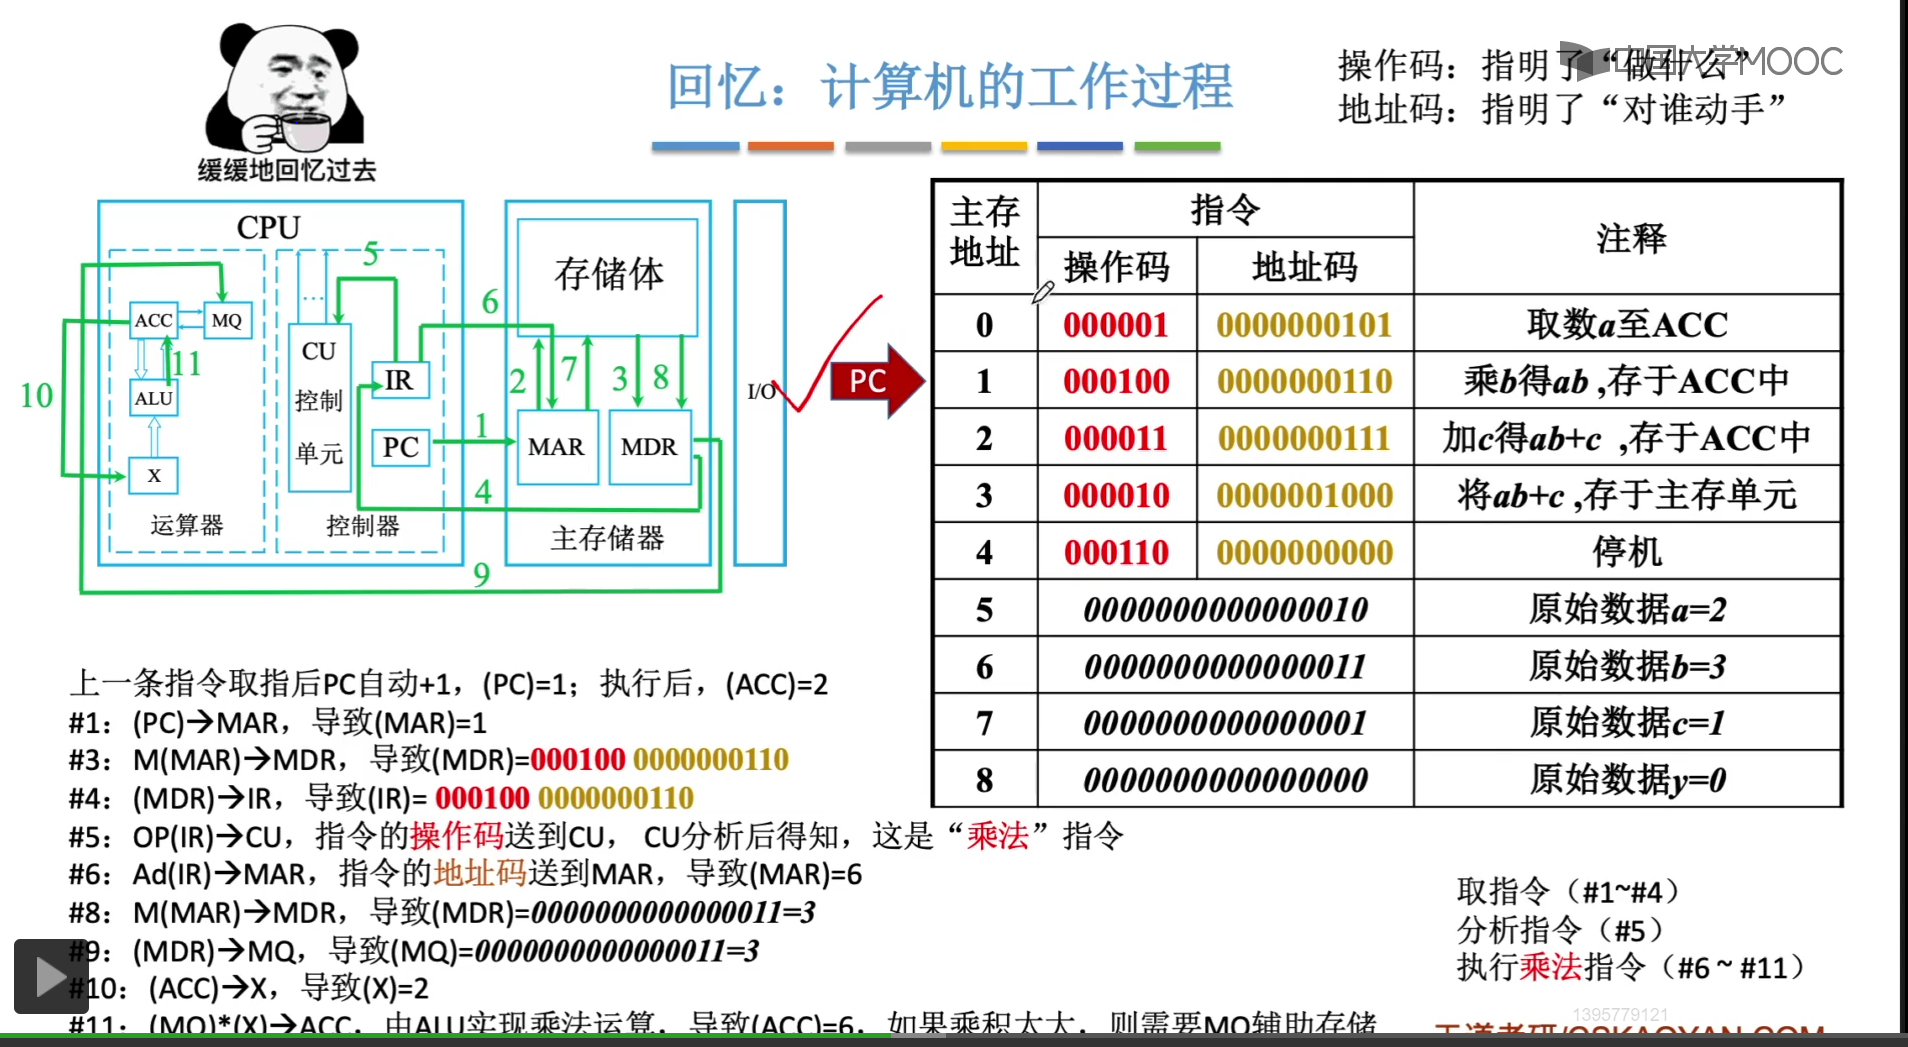 缓缓地回忆过去
回忆：计算机的工作过程
操作码：指明了“做什么”
地址码：指明了“对谁动手”
中国大学MOOC
CPU
5
ACC
MQ
11
ALU
X
运算器
10
...
CU
控制
单元
IR
PC
控制器
6
1
4
9
存储体
2
7
3
8
MAR
MDR
主存储器
I/O
PC
主存地址 指令 注释
操作码 地址码
0 000001 0000000101 取数a至ACC
1 000100 0000000110 乘b得ab ,存于ACC中
2 000011 0000000111 加c得ab+c ,存于ACC中
3 000010 0000001000 将ab+c ,存于主存单元
4 000110 0000000000 停机
5 0000000000000010 原始数据a=2
6 0000000000000011 原始数据b=3
7 0000000000000001 原始数据c=1
8 0000000000000000 原始数据y=0
上一条指令取指后PC自动+1，(PC)=1；执行后，(ACC)=2
#1：(PC)→MAR，导致(MAR)=1
#3：M(MAR)→MDR，导致(MDR)=000100 0000000110
#4：(MDR)→IR，导致(IR)= 000100 0000000110
#5：OP(IR)→CU，指令的操作码送到CU， CU分析后得知，这是“乘法”指令
#6：Ad(IR)→MAR，指令的地址码送到MAR，导致(MAR)=6
#8：M(MAR)→MDR，导致(MDR)=0000000000000011=3
#9：(MDR)→MQ，导致(MQ)=0000000000000011=3
#10：(ACC)→X，导致(X)=2
#11：(MQ)*(X)→ACC，由ALU实现乘法运算，导致(ACC)=6，如果乘积太大，则需要MQ辅助存储
取指令（#1~#4）
分析指令（#5）
执行乘法指令（#6 ~ #11）
1395779121
王道考研/CSKAOYAN.COM